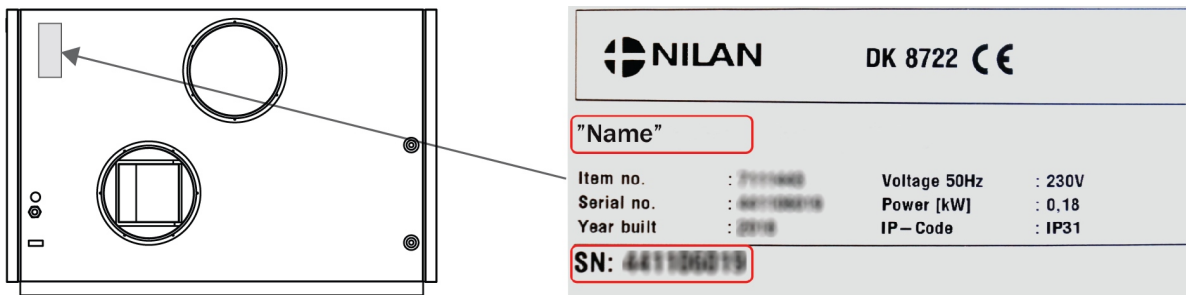 NILAN DK 8722 CE
"Name"
Item no. : Voltage 50Hz : 230V
Serial no. : Power [kW] : 0,18
Year built : IP-Code : IP31
SN: